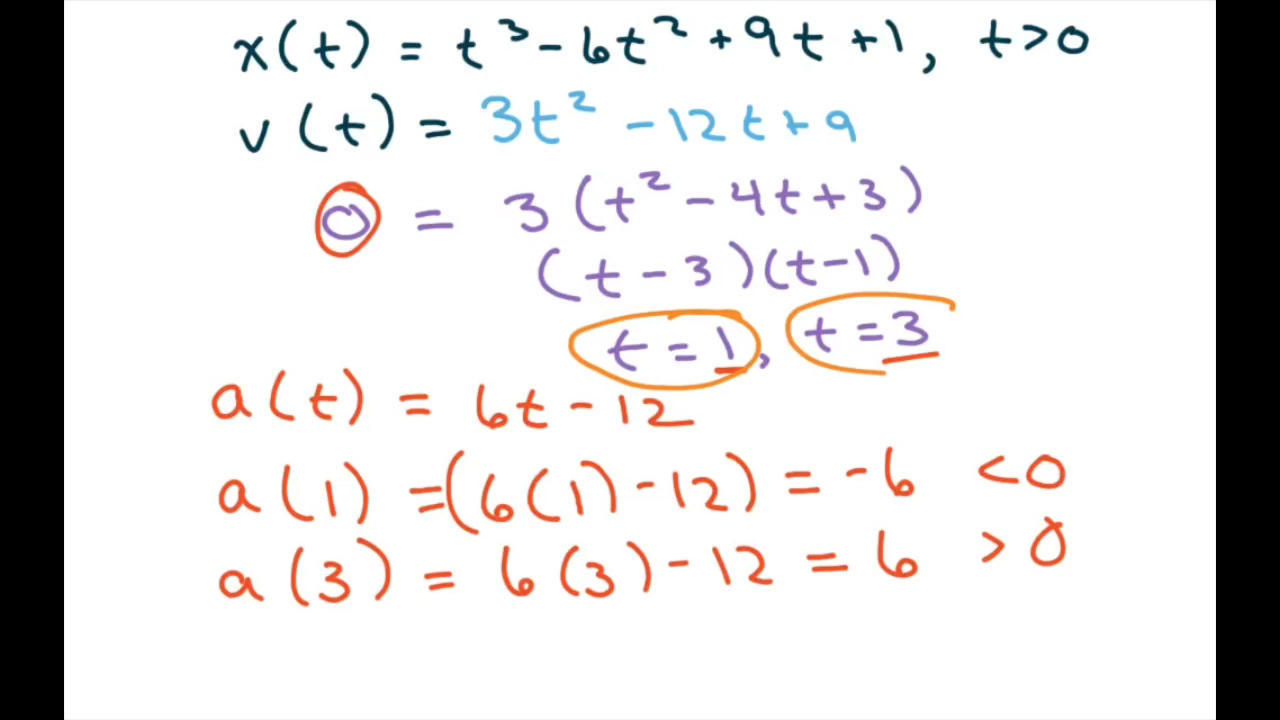 x(t) = t³ - 6t² + 9t + 1, t > 0
v(t) = 3t² - 12t + 9
0 = 3(t² - 4t + 3)
(t - 3)(t - 1)
t = 1, t = 3
a(t) = 6t - 12
a(1) = (6(1) - 12) = -6 < 0
a(3) = 6(3) - 12 = 6 > 0